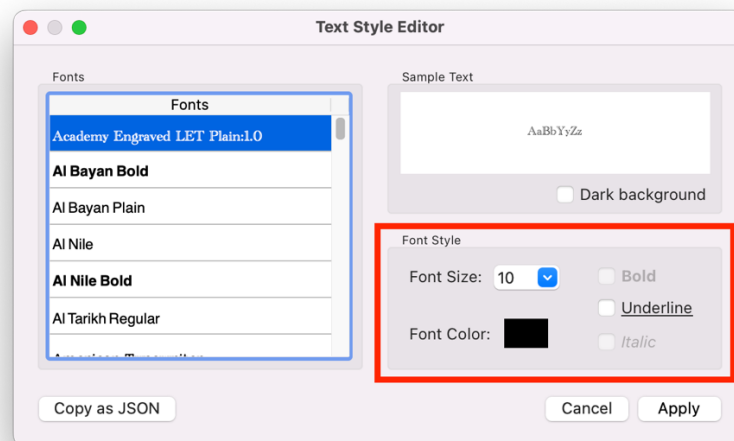 Text Style Editor
Fonts
Fonts
Academy Engraved LET Plain:1.0
Al Bayan Bold
Al Bayan Plain
Al Nile
Al Nile Bold
Al Tarikh Regular
Sample Text
AaBbYyZz
Dark background
Font Style
Font Size: 10
Bold
Underline
Font Color:
Italic
Copy as JSON
Cancel
Apply